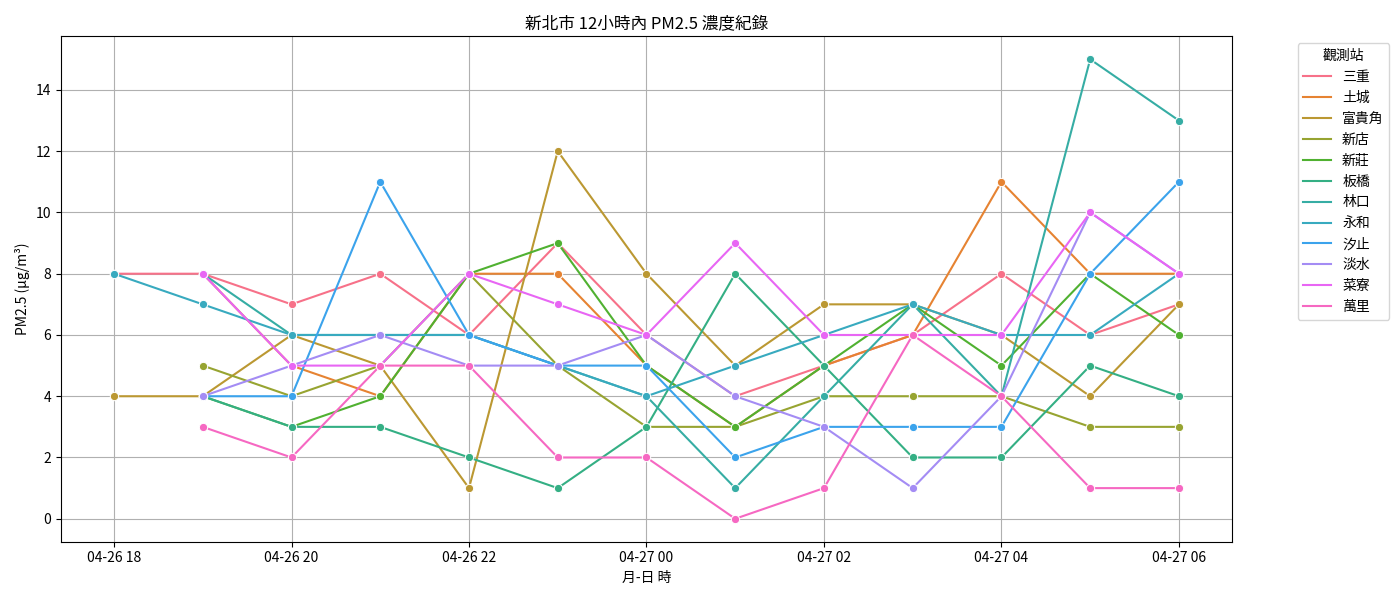 新北市 12小時內 PM2.5 濃度紀錄
PM2.5 (μg/m³)
14
12
10
8
6
4
2
0
04-26 18
04-26 20
04-26 22
04-27 00
04-27 02
04-27 04
04-27 06
月-日 時
觀測站
三重
土城
富貴角
新店
新莊
板橋
林口
永和
汐止
淡水
菜寮
萬里